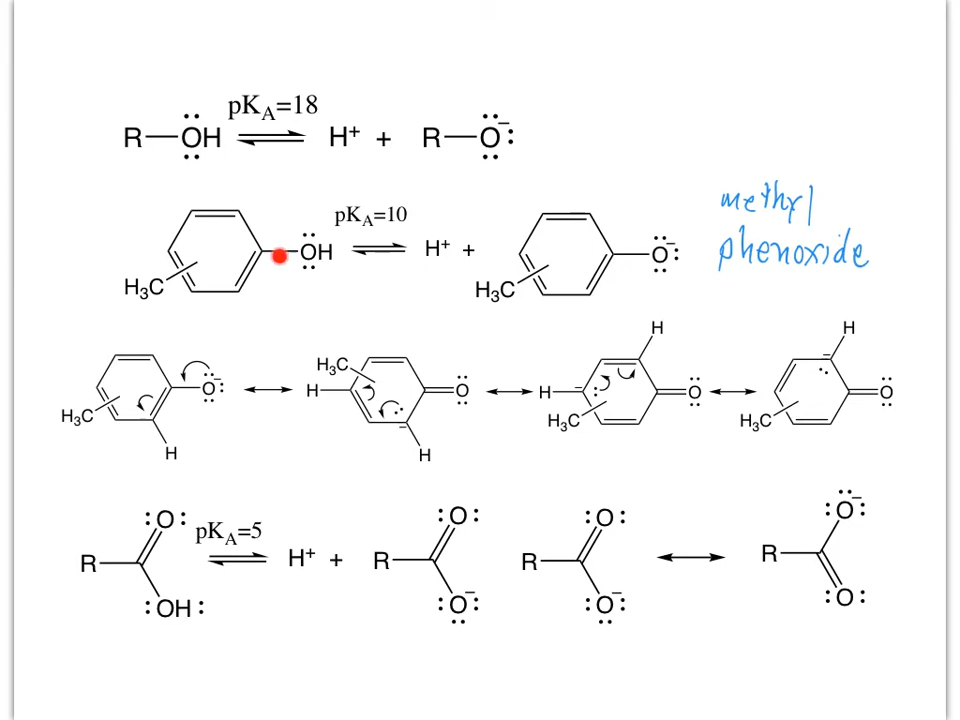 pKA=18
R—OH ⇌ H+ + R—O−
methyl
phenoxide
pKA=10
OH ⇌ H+ + O−
H3C H3C
H H
H3C H H O O O
H3C H3C H3C
H H
pKA=5
O O O O−
R ⇌ H+ + R R ↔ R
OH O− O− O